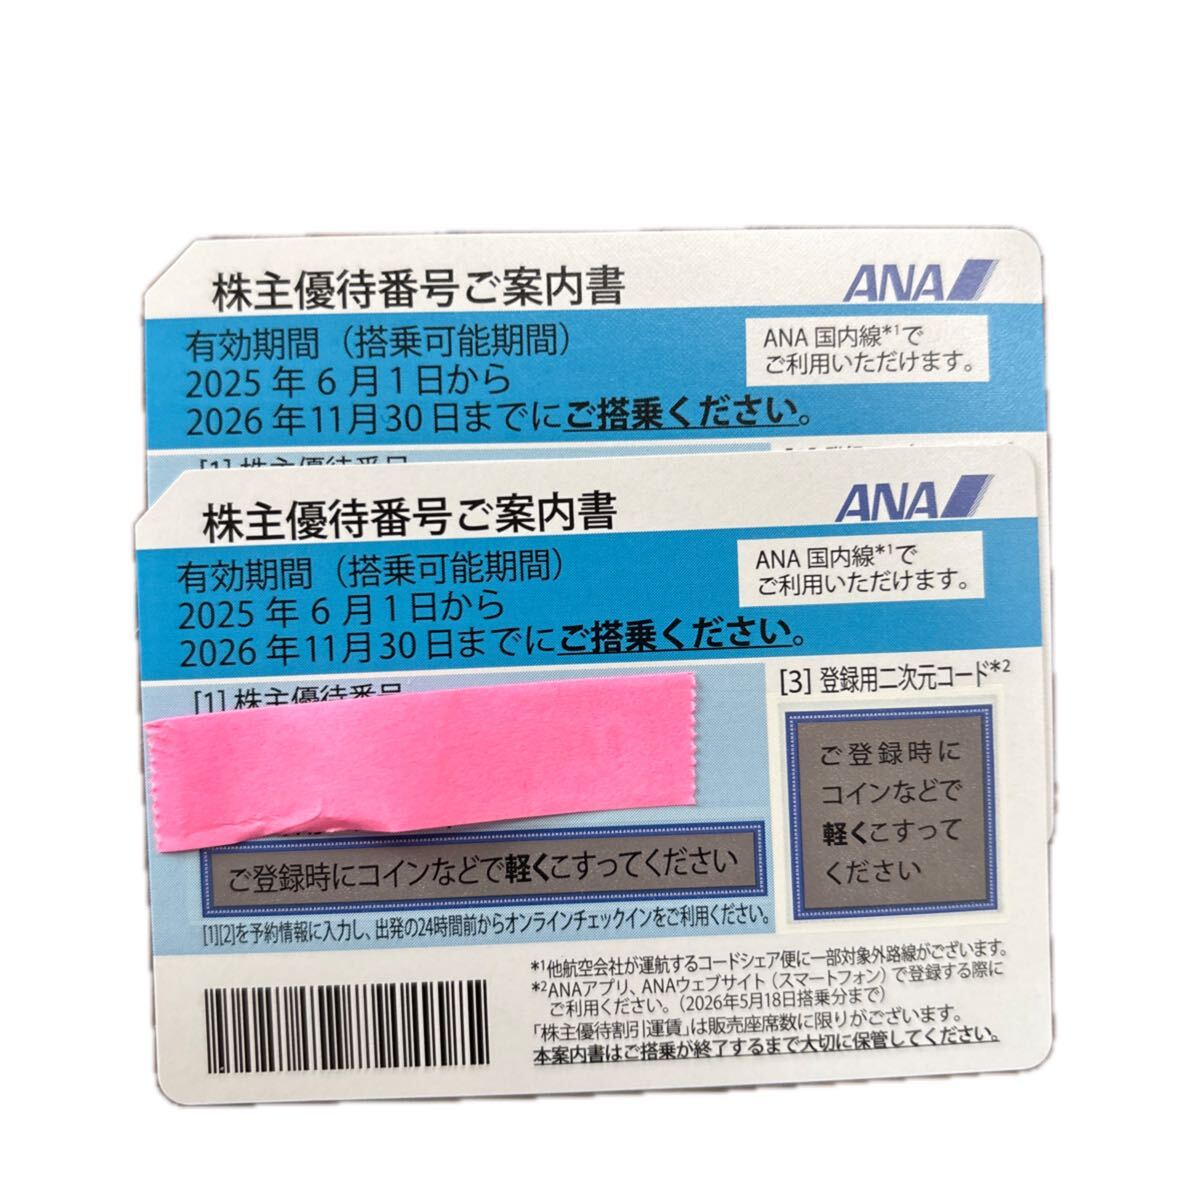 株主優待番号ご案内書
ANA
有効期間（搭乗可能期間）
2025年6月1日から
2026年11月30日までにご搭乗ください。
ANA国内線*1で
ご利用いただけます。
[1]株主優待番号
株主優待番号ご案内書
ANA
有効期間（搭乗可能期間）
2025年6月1日から
2026年11月30日までにご搭乗ください。
ANA国内線*1で
ご利用いただけます。
[1]株主優待番号
[3]登録用二次元コード*2
ご登録時に
コインなどで
軽くこすって
ください
ご登録時にコインなどで軽くこすってください
[1][2]を予約情報に入力し、出発の24時間前からオンラインチェックインをご利用ください。
*1他航空会社が運航するコードシェア便に一部対象外路線がございます。
*2ANAアプリ、ANAウェブサイト（スマートフォン）で登録する際に
ご利用ください。（2026年5月18日搭乗分まで）
「株主優待割引運賃」は販売座席数に限りがございます。
本案内書はご搭乗が終了するまで大切に保管してください。